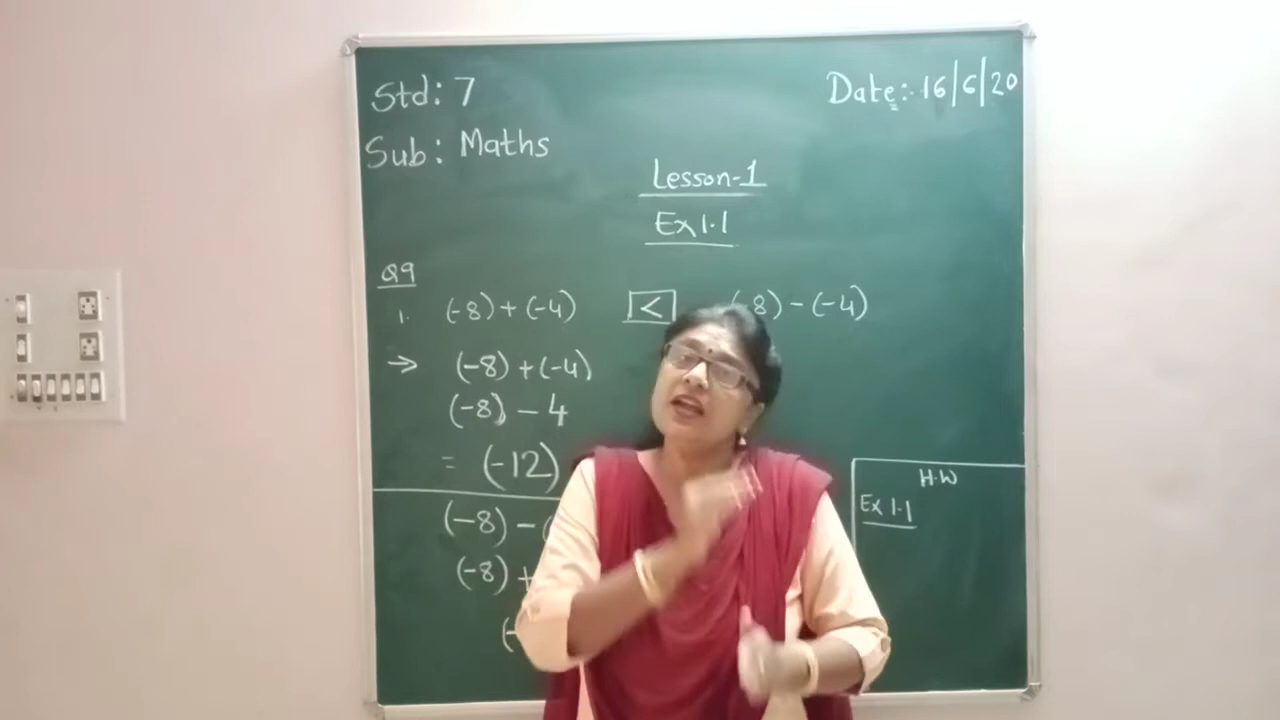 Std: 7
Date: 16/6/20
Sub: Maths
Lesson-1
Ex 1.1
Q9
1. (-8) + (-4) < (-8) - (-4)
→ (-8) + (-4)
(-8) - 4
= (-12)
(-8) -
(-8) +
(-
H.W
Ex 1.1